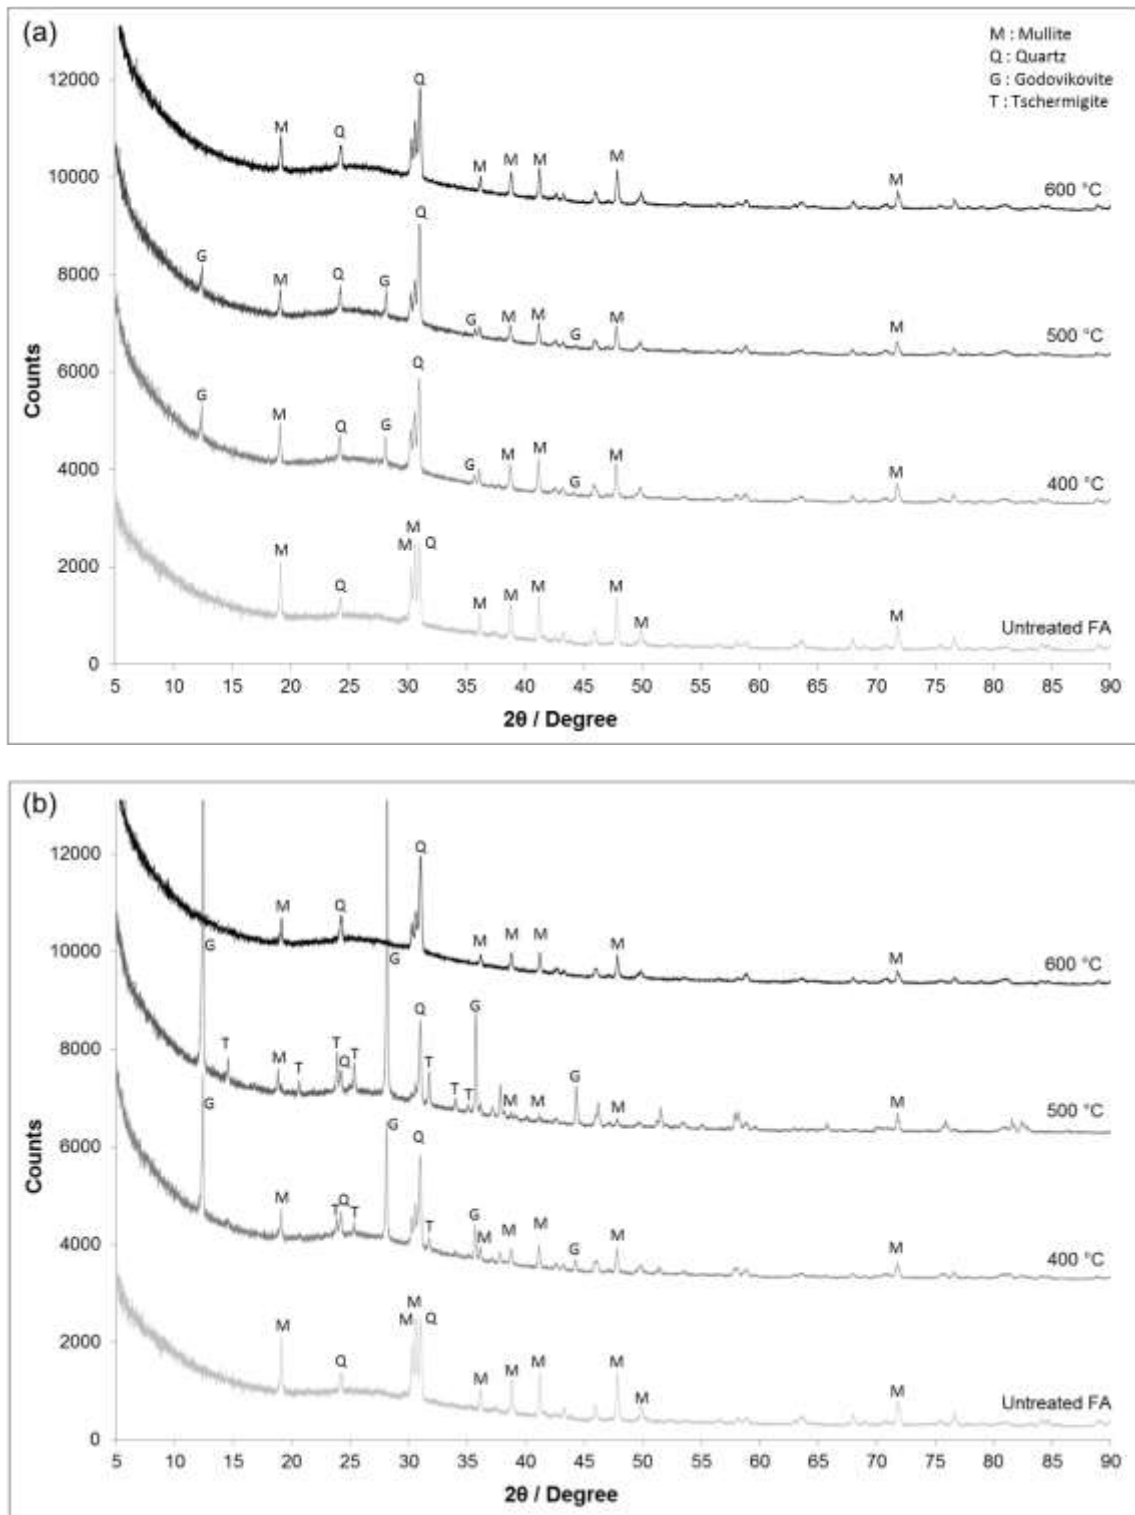 (a)
M : Mullite
Q : Quartz
G : Godovikovite
T : Tschermigite
12000
10000
8000
6000
4000
2000
0
Counts
Q
M
Q
M
M
M
M
M
600 °C
G
M
Q
G
Q
G
M
M
G
M
M
500 °C
G
M
Q
G
Q
G
M
M
G
M
M
400 °C
M
Q
M
M
Q
M
M
M
M
M
M
Untreated FA
5 10 15 20 25 30 35 40 45 50 55 60 65 70 75 80 85 90
2θ / Degree
(b)
12000
10000
8000
6000
4000
2000
0
Counts
M
Q
Q
M
M
M
M
M
600 °C
G
T
M
T
T
Q
T
G
Q
T
T
T
G
M
M
G
M
M
500 °C
G
M
T
Q
T
G
Q
T
G
M
M
M
G
M
M
400 °C
M
Q
M
M
Q
M
M
M
M
M
M
Untreated FA
5 10 15 20 25 30 35 40 45 50 55 60 65 70 75 80 85 90
2θ / Degree